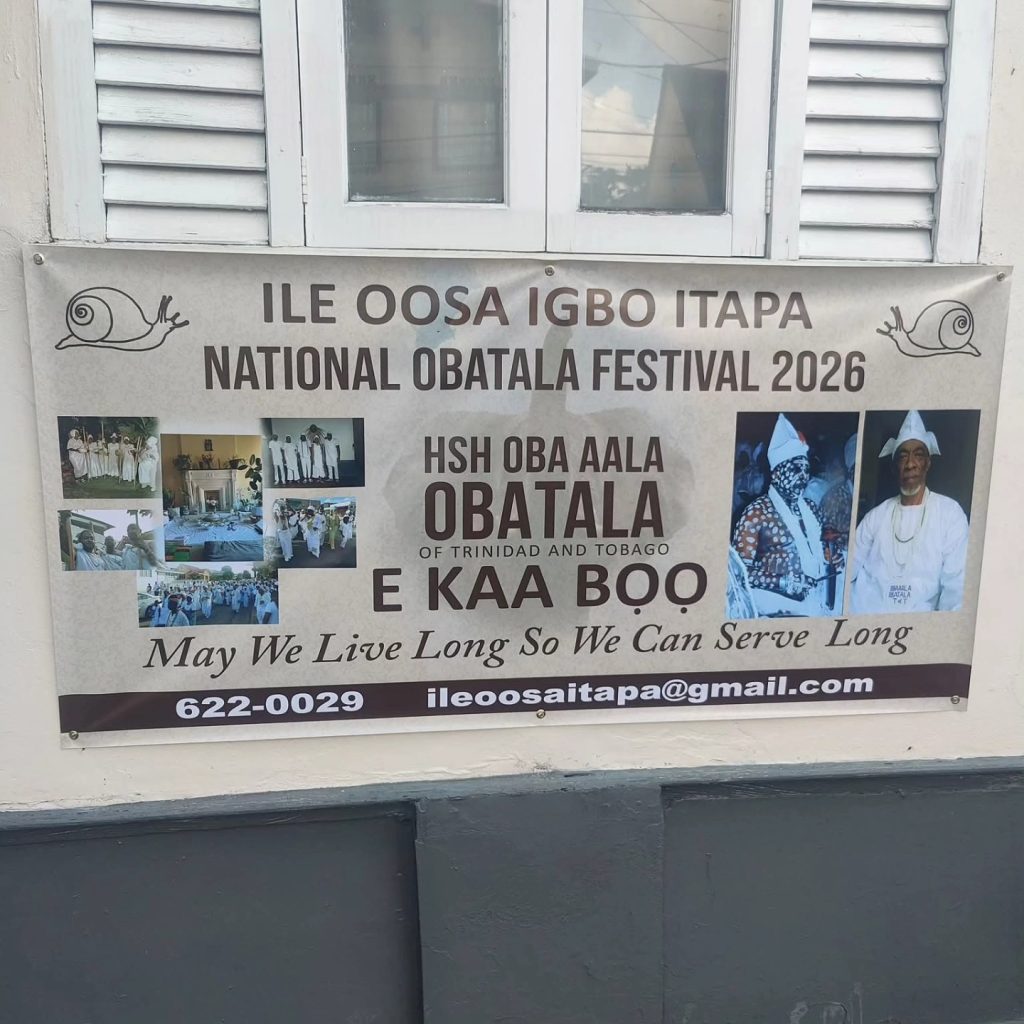 ILE OOSA IGBO ITAPA
NATIONAL OBATALA FESTIVAL 2026
HSH OBA AALA
OBATALA
OF TRINIDAD AND TOBAGO
E KAA BỌỌ
May We Live Long So We Can Serve Long
622-0029 ileoosaitapa@gmail.com
OBATALA